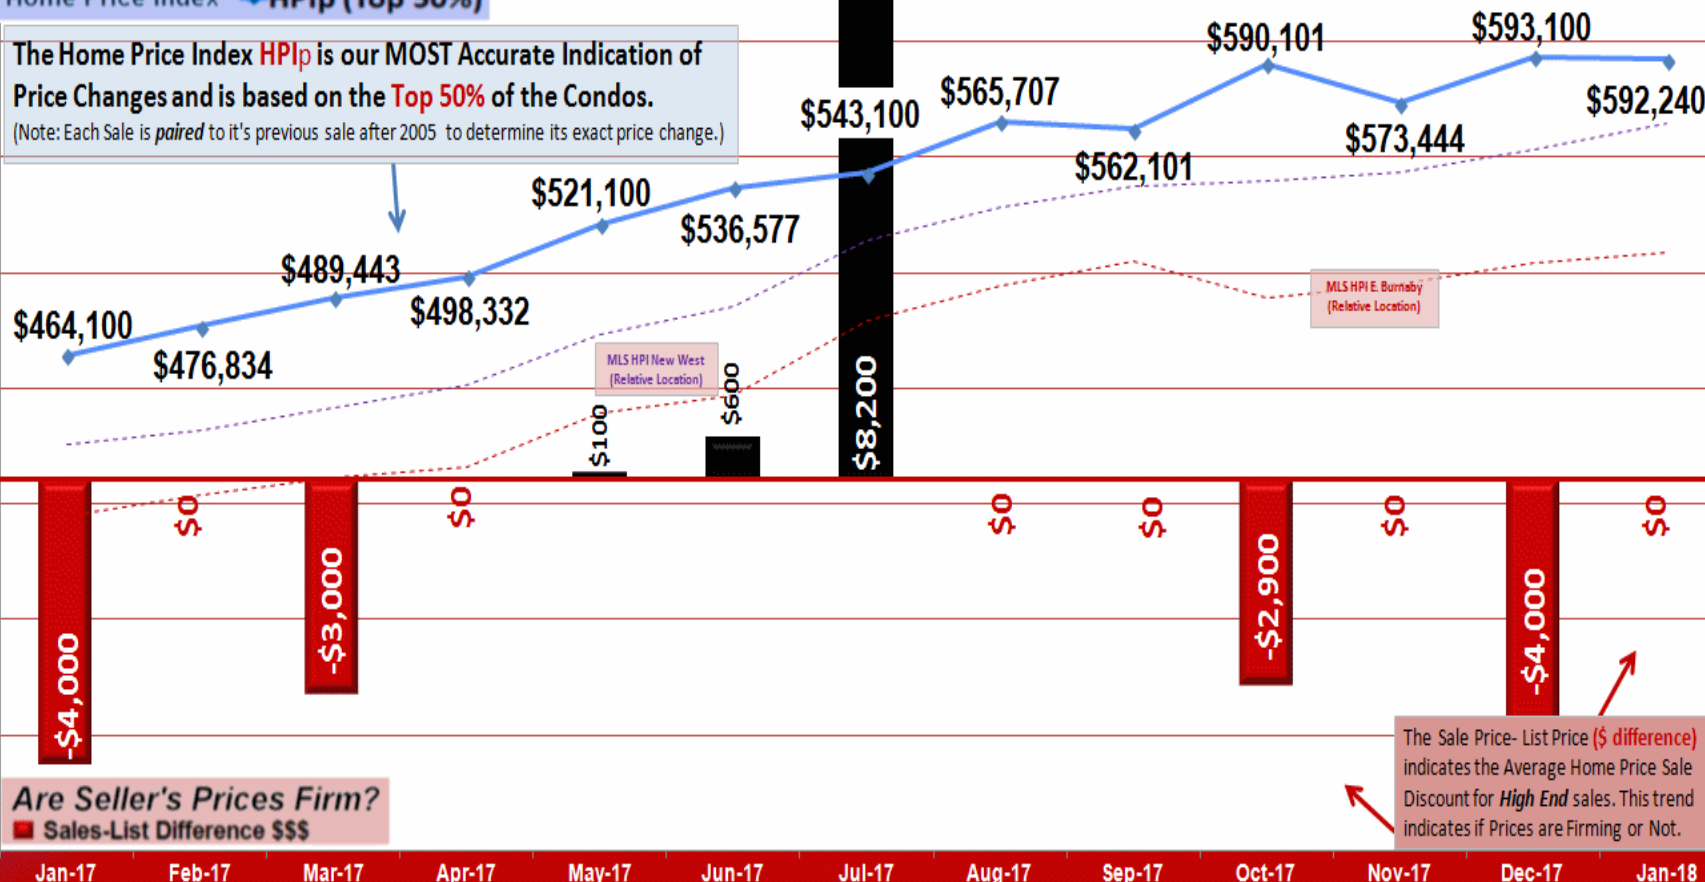 Home Price Index HPIp (Top 50%)
The Home Price Index HPIp is our MOST Accurate Indication of
Price Changes and is based on the Top 50% of the Condos.
(Note: Each Sale is paired to it's previous sale after 2005 to determine its exact price change.)
$464,100
$476,834
$489,443
$498,332
$521,100
$536,577
$543,100
$565,707
$562,101
$590,101
$573,444
$593,100
$592,240
MLS HPI New West
(Relative Location)
MLS HPI E. Burnaby
(Relative Location)
-$4,000
$0
-$3,000
$0
$100
$600
$8,200
$0
$0
-$2,900
$0
-$4,000
$0
The Sale Price- List Price ($ difference)
indicates the Average Home Price Sale
Discount for High End sales. This trend
indicates if Prices are Firming or Not.
Are Seller's Prices Firm?
Sales-List Difference $$$
Jan-17 Feb-17 Mar-17 Apr-17 May-17 Jun-17 Jul-17 Aug-17 Sep-17 Oct-17 Nov-17 Dec-17 Jan-18